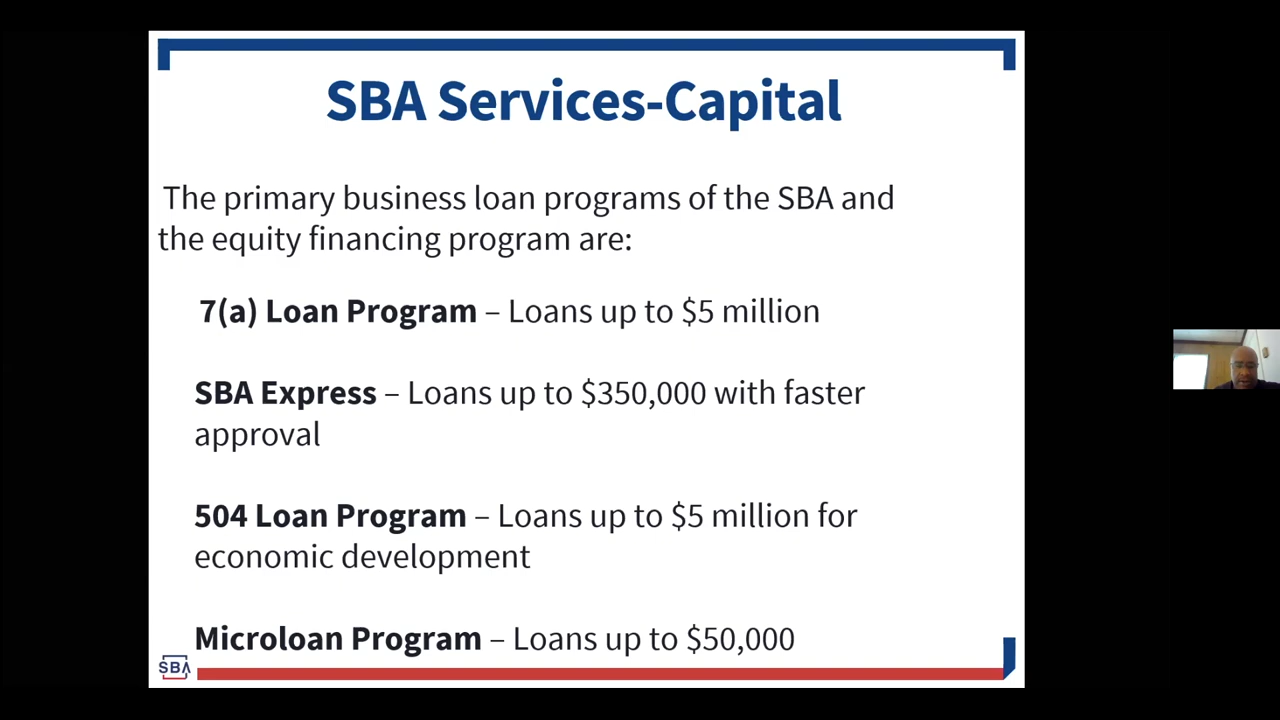 SBA Services-Capital
The primary business loan programs of the SBA and
the equity financing program are:
7(a) Loan Program – Loans up to $5 million
SBA Express – Loans up to $350,000 with faster
approval
504 Loan Program – Loans up to $5 million for
economic development
Microloan Program – Loans up to $50,000
SBA